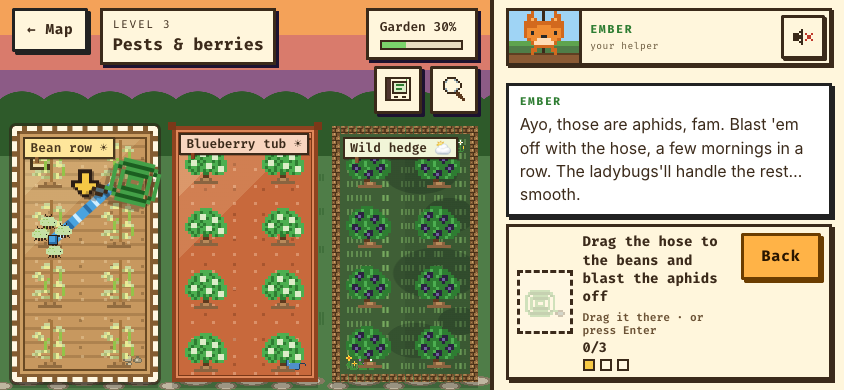 ← Map
LEVEL 3
Pests & berries
Garden 30%
Bean row ☀
Blueberry tub ☀
Wild hedge ⛅
EMBER
your helper
EMBER
Ayo, those are aphids, fam. Blast 'em
off with the hose, a few mornings in a
row. The ladybugs'll handle the rest...
smooth.
Drag the hose to
the beans and
blast the aphids
off
Drag it there · or
press Enter
0/3
Back